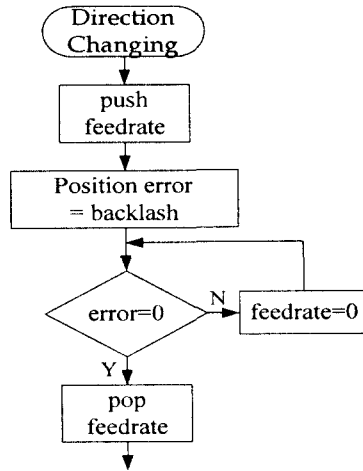 Direction
Changing
push
feedrate
Position error
= backlash
error=0
N
feedrate=0
Y
pop
feedrate